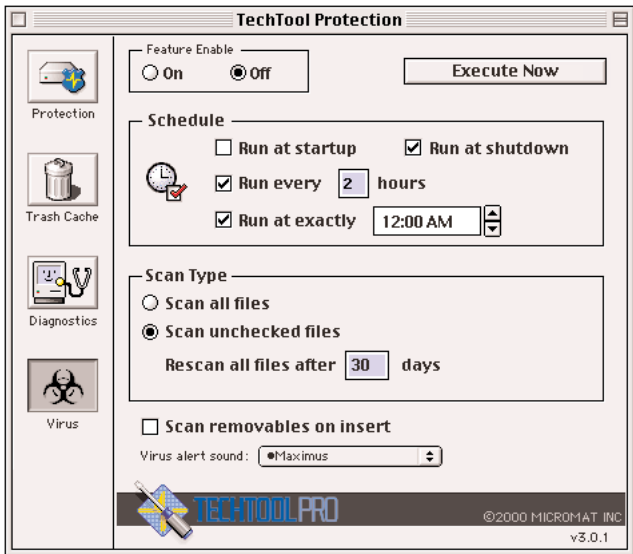 TechTool Protection
Feature Enable
On Off
Execute Now
Protection
Schedule
Run at startup Run at shutdown
Run every 2 hours
Run at exactly 12:00 AM
Trash Cache
Scan Type
Scan all files
Scan unchecked files
Rescan all files after 30 days
Diagnostics
Virus
Scan removables on insert
Virus alert sound: •Maximus
TECHTOOL PRO
©2000 MICROMAT INC
v3.0.1